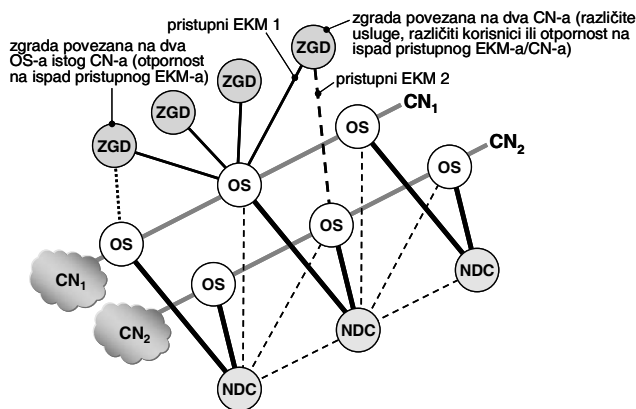 pristupni EKM 1
zgrada povezana na dva CN-a (različite
usluge, različiti korisnici ili otpornost na
ispad pristupnog EKM-a/CN-a)
zgrada povezana na dva
OS-a istog CN-a (otpornost
na ispad pristupnog EKM-a)
pristupni EKM 2
ZGD
ZGD
ZGD
ZGD
CN1
OS
CN2
OS
OS
OS
OS
OS
CN1
CN2
NDC
NDC
NDC